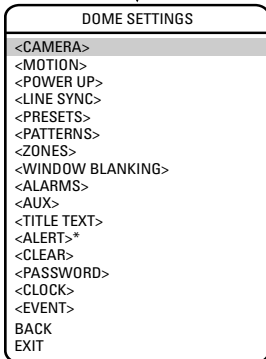 DOME SETTINGS
<CAMERA>
<MOTION>
<POWER UP>
<LINE SYNC>
<PRESETS>
<PATTERNS>
<ZONES>
<WINDOW BLANKING>
<ALARMS>
<AUX>
<TITLE TEXT>
<ALERT>*
<CLEAR>
<PASSWORD>
<CLOCK>
<EVENT>
BACK
EXIT